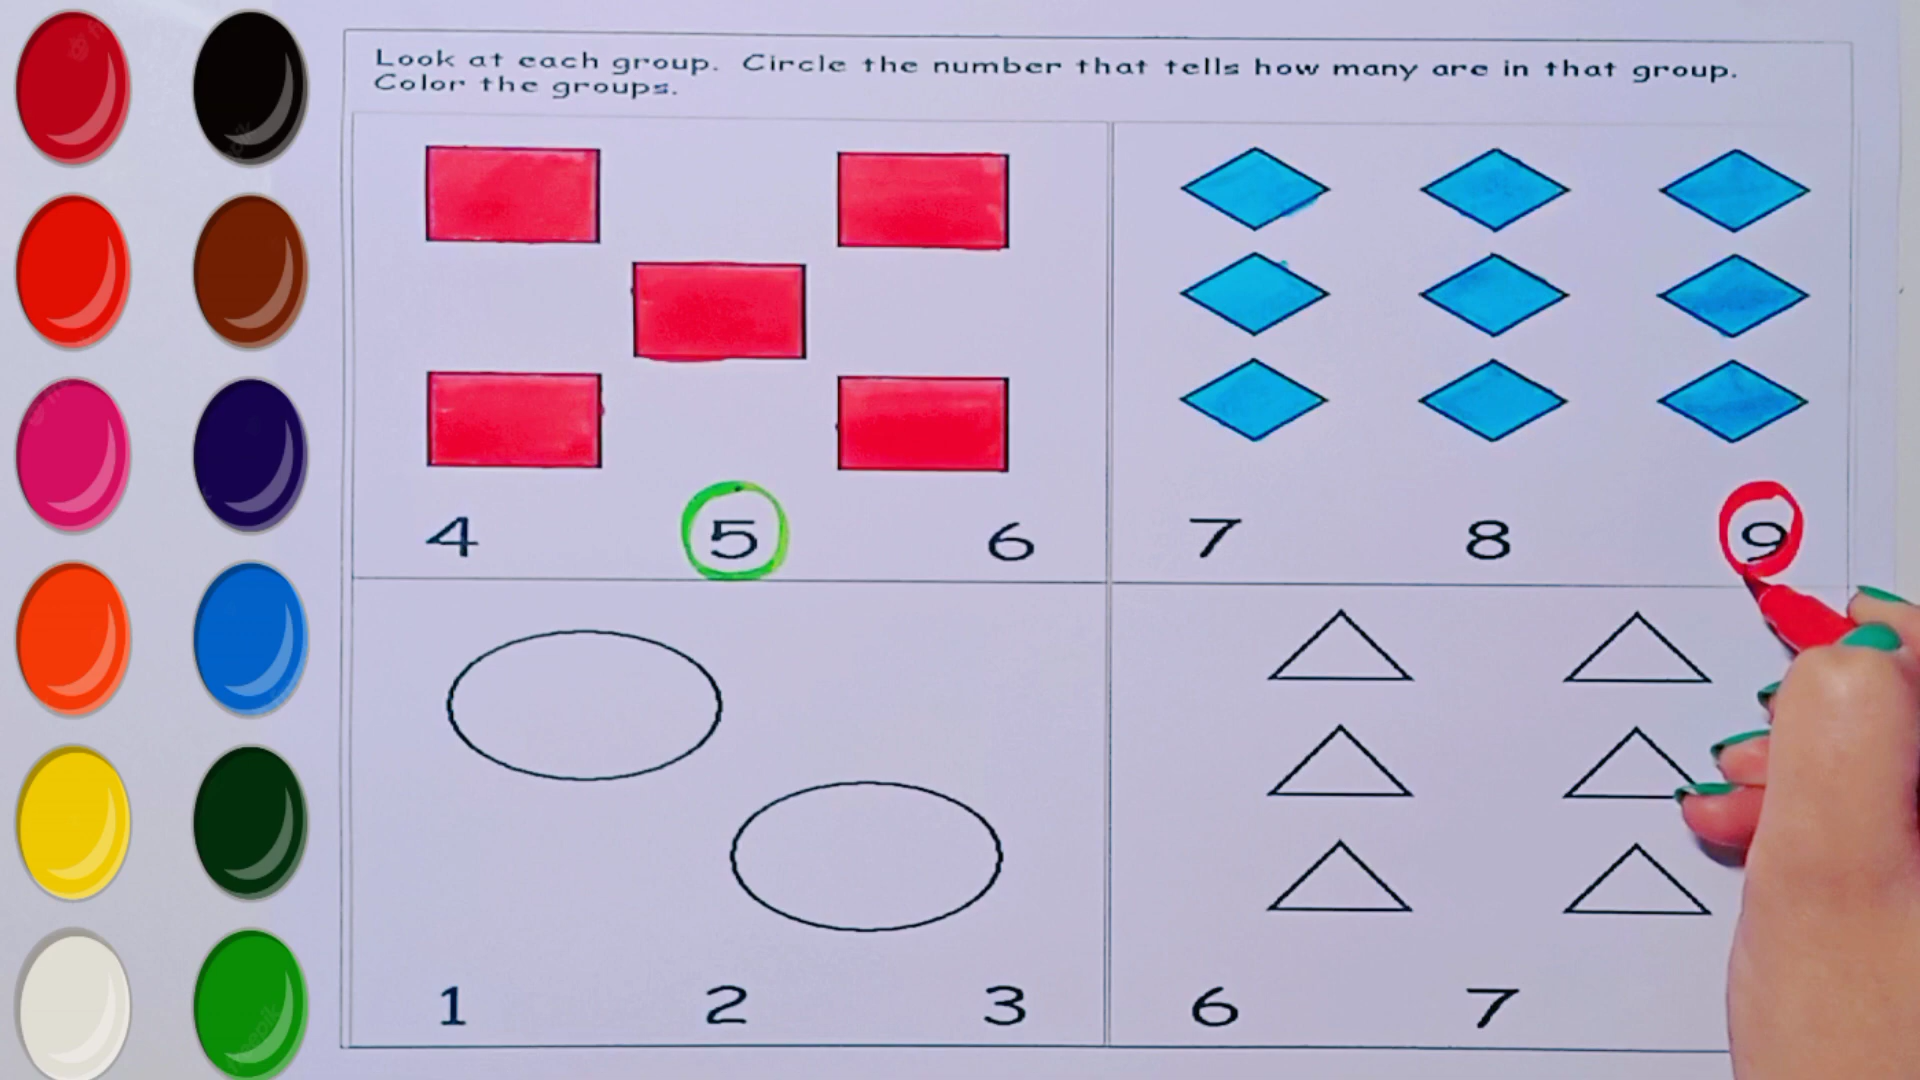 Look at each group. Circle the number that tells how many are in that group.
Color the groups.
4 5 6
7 8 9
1 2 3
6 7